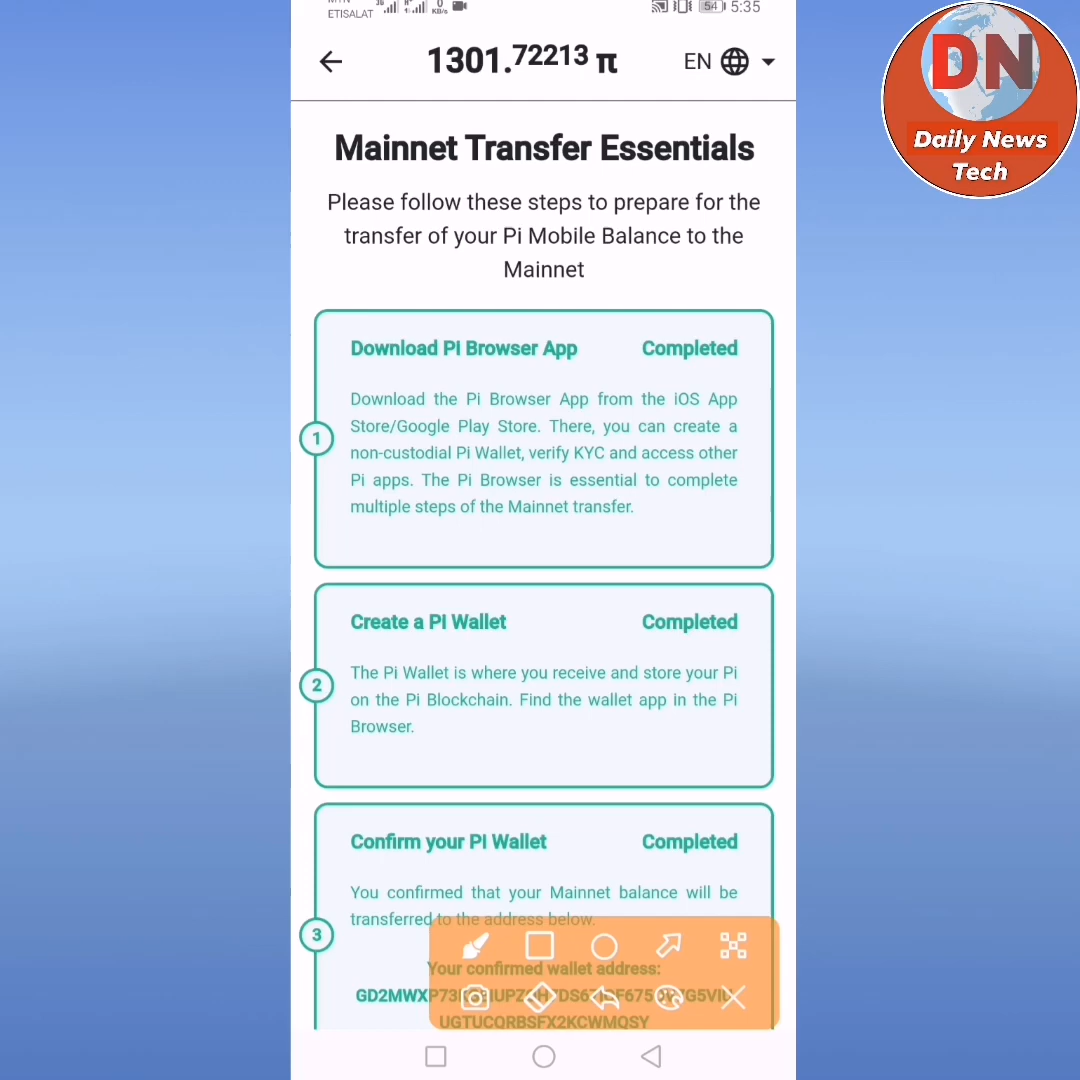 ETISALAT
54
5:35
1301.72213 π
EN
DN
Daily News
Tech
Mainnet Transfer Essentials
Please follow these steps to prepare for the
transfer of your Pi Mobile Balance to the
Mainnet
Download PI Browser App
Completed
Download the Pi Browser App from the iOS App
Store/Google Play Store. There, you can create a
1
non-custodial Pi Wallet, verify KYC and access other
Pi apps. The Pi Browser is essential to complete
multiple steps of the Mainnet transfer.
Create a PI Wallet
Completed
The Pi Wallet is where you receive and store your Pi
2
on the Pi Blockchain. Find the wallet app in the Pi
Browser.
Confirm your PI Wallet
Completed
You confirmed that your Mainnet balance will be
transferred to the address below.
3
Your confirmed wallet address:
UGTUCQRBSFX2KCWMQSY